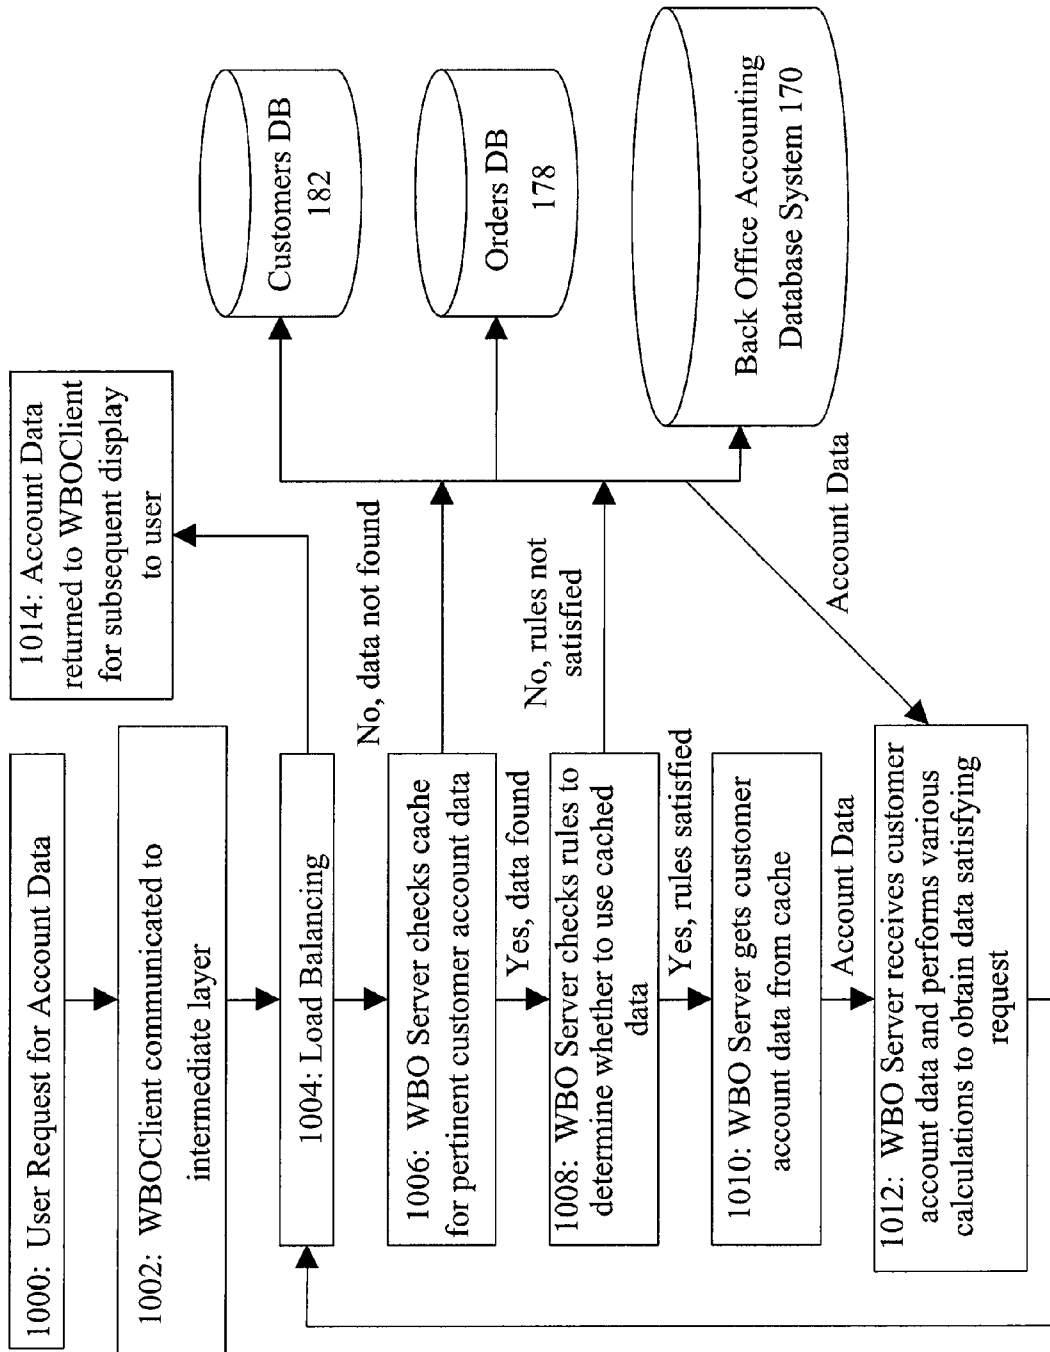 1000: User Request for Account Data
1002: WBOClient communicated to
intermediate layer
1004: Load Balancing
1014: Account Data
returned to WBOClient
for subsequent display
to user
1006: WBO Server checks cache
for pertinent customer account data
No, data not found
Yes, data found
1008: WBO Server checks rules to
determine whether to use cached
data
No, rules not
satisfied
Yes, rules satisfied
1010: WBO Server gets customer
account data from cache
Account Data
1012: WBO Server receives customer
account data and performs various
calculations to obtain data satisfying
request
Account Data
Customers DB
182
Orders DB
178
Back Office Accounting
Database System 170